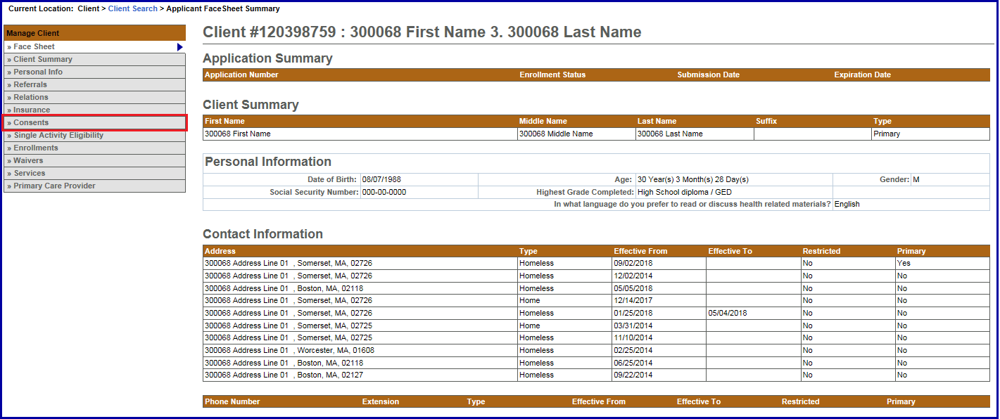 Current Location: Client > Client Search > Applicant FaceSheet Summary
Manage Client
» Face Sheet
» Client Summary
» Personal Info
» Referrals
» Relations
» Insurance
» Consents
» Single Activity Eligibility
» Enrollments
» Waivers
» Services
» Primary Care Provider
Client #120398759 : 300068 First Name 3. 300068 Last Name
Application Summary
Application Number Enrollment Status Submission Date Expiration Date
Client Summary
First Name Middle Name Last Name Suffix Type
300068 First Name 300068 Middle Name 300068 Last Name Primary
Personal Information
Date of Birth: 08/07/1988 Age: 30 Year(s) 3 Month(s) 28 Day(s) Gender: M
Social Security Number: 000-00-0000 Highest Grade Completed: High School diploma / GED
In what language do you prefer to read or discuss health related materials? English
Contact Information
Address Type Effective From Effective To Restricted Primary
300068 Address Line 01 , Somerset, MA, 02726 Homeless 09/02/2018 No Yes
300068 Address Line 01 , Somerset, MA, 02726 Homeless 12/02/2014 No No
300068 Address Line 01 , Boston, MA, 02118 Homeless 05/05/2018 No No
300068 Address Line 01 , Somerset, MA, 02726 Home 12/14/2017 No No
300068 Address Line 01 , Somerset, MA, 02726 Homeless 01/25/2018 05/04/2018 No No
300068 Address Line 01 , Somerset, MA, 02725 Home 03/31/2014 No No
300068 Address Line 01 , Somerset, MA, 02725 Homeless 11/10/2014 No No
300068 Address Line 01 , Worcester, MA, 01608 Homeless 02/25/2014 No No
300068 Address Line 01 , Boston, MA, 02118 Homeless 06/25/2014 No No
300068 Address Line 01 , Boston, MA, 02127 Homeless 09/22/2014 No No
Phone Number Extension Type Effective From Effective To Restricted Primary